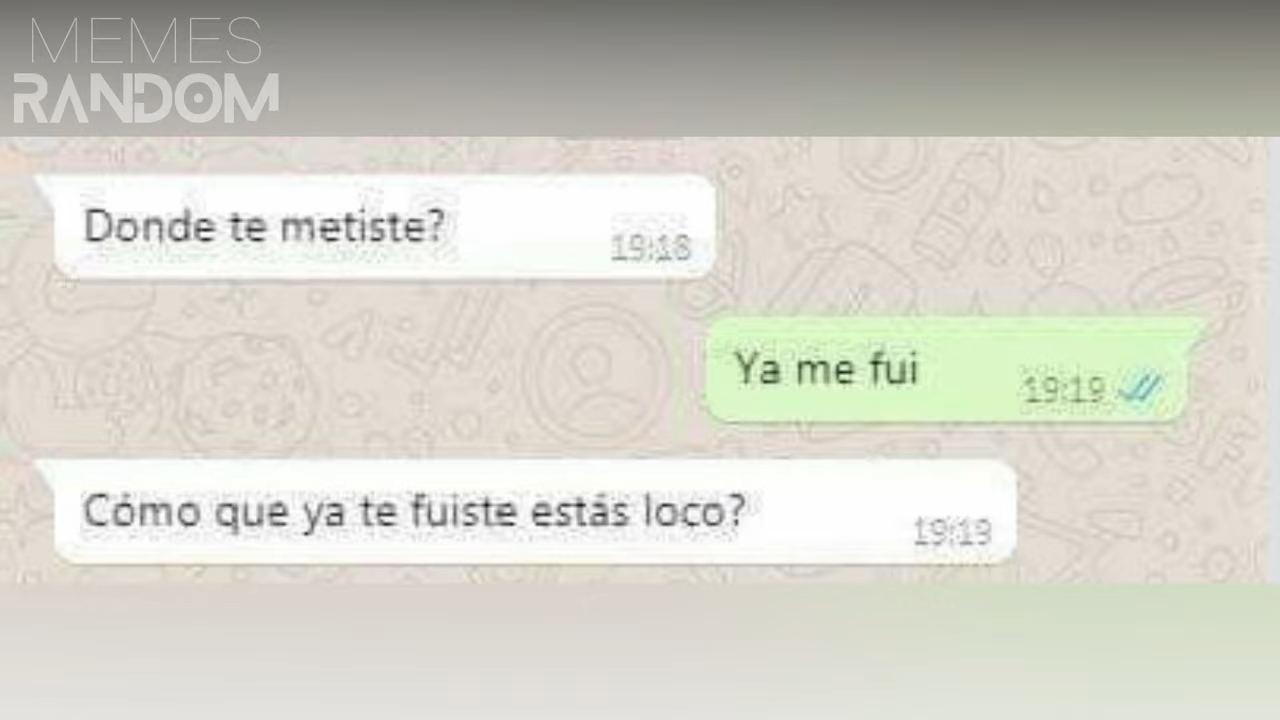 MEMES
RANDOM
Donde te metiste?
19:18
Ya me fui
19:19
Cómo que ya te fuiste estás loco?
19:19